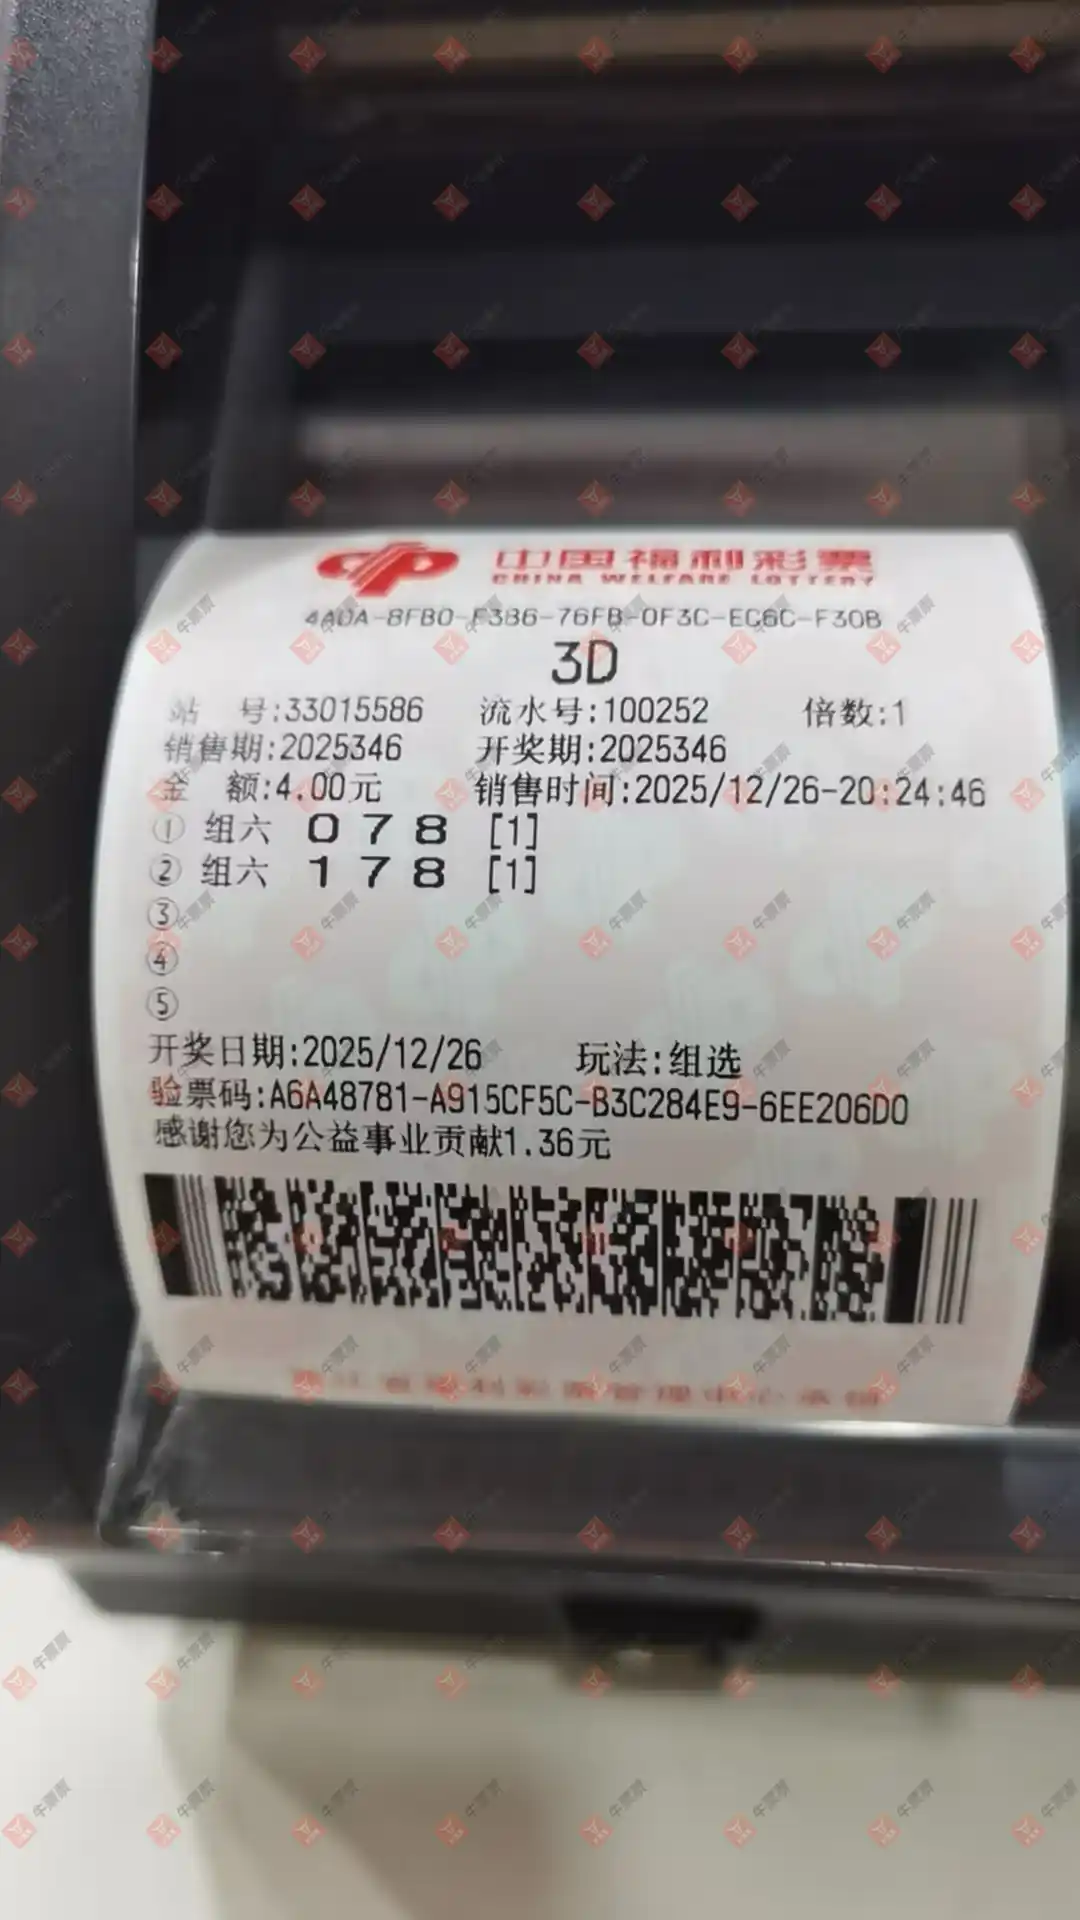 中国福利彩票
CHINA WELFARE LOTTERY
4A0A-8FB0-F386-76FB-0F3C-EC6C-F30B
3D
站 号:33015586 流水号:100252 倍数:1
销售期:2025346 开奖期:2025346
金 额:4.00元 销售时间:2025/12/26-20:24:46
① 组六 0 7 8 [1]
② 组六 1 7 8 [1]
③
④
⑤
开奖日期:2025/12/26 玩法:组选
验票码:A6A48781-A915CF5C-B3C284E9-6EE206D0
感谢您为公益事业贡献1.36元
牛票票